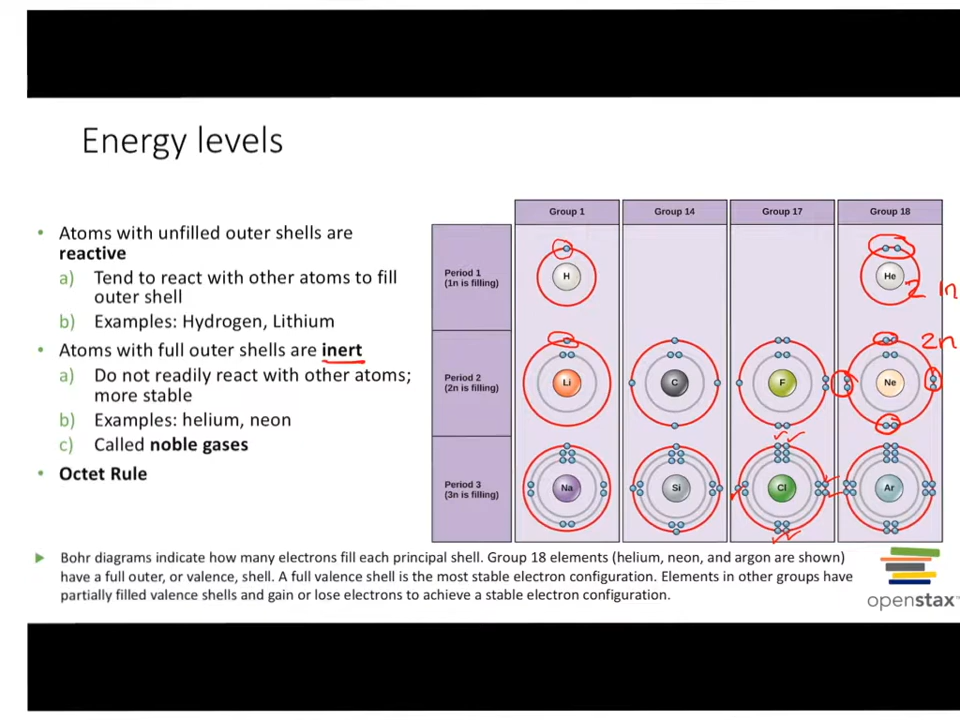 Energy levels
• Atoms with unfilled outer shells are
reactive
a) Tend to react with other atoms to fill
outer shell
b) Examples: Hydrogen, Lithium
• Atoms with full outer shells are inert
a) Do not readily react with other atoms;
more stable
b) Examples: helium, neon
c) Called noble gases
• Octet Rule
Group 1 Group 14 Group 17 Group 18
Period 1
(1n is filling)
H He
2 1n
Period 2
(2n is filling)
2n
Li C F Ne
Period 3
(3n is filling)
Na Si Cl Ar
Bohr diagrams indicate how many electrons fill each principal shell. Group 18 elements (helium, neon, and argon are shown)
have a full outer, or valence, shell. A full valence shell is the most stable electron configuration. Elements in other groups have
partially filled valence shells and gain or lose electrons to achieve a stable electron configuration.
openstax™